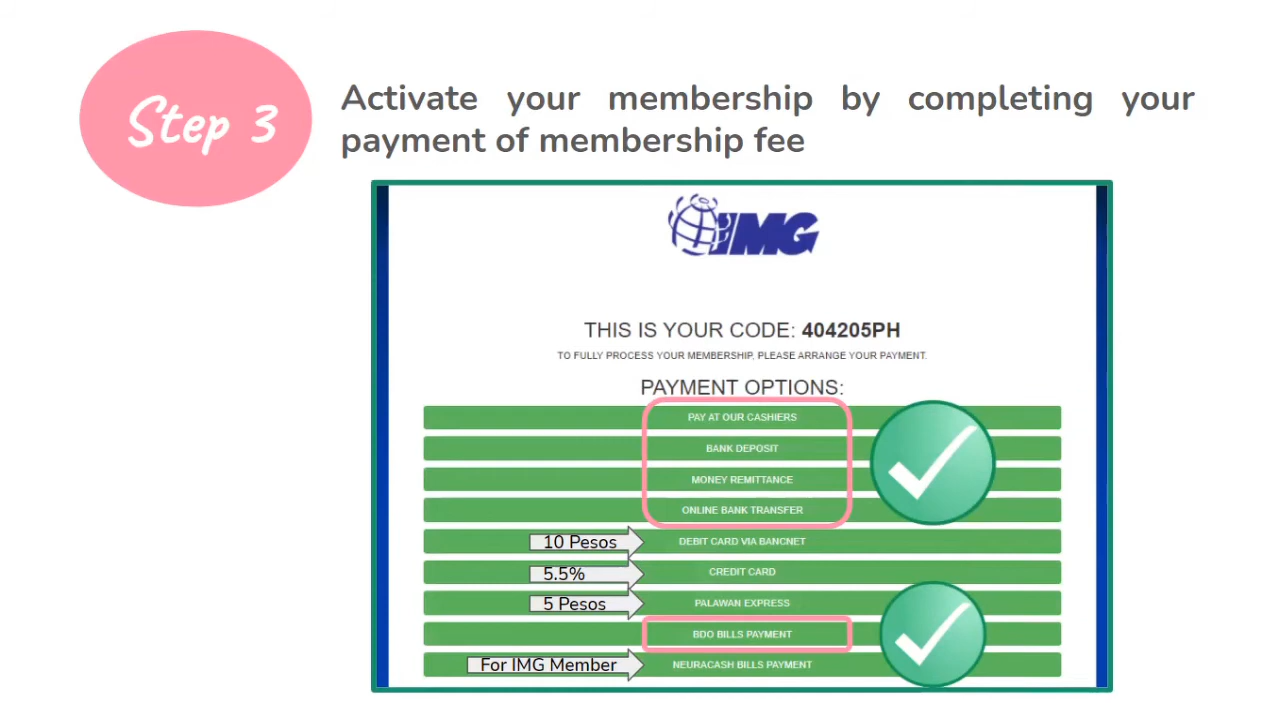 Step 3
Activate your membership by completing your
payment of membership fee
IMG
THIS IS YOUR CODE: 404205PH
TO FULLY PROCESS YOUR MEMBERSHIP, PLEASE ARRANGE YOUR PAYMENT.
PAYMENT OPTIONS:
PAY AT OUR CASHIERS
BANK DEPOSIT
MONEY REMITTANCE
ONLINE BANK TRANSFER
10 Pesos DEBIT CARD VIA BANCNET
5.5% CREDIT CARD
5 Pesos PALAWAN EXPRESS
BDO BILLS PAYMENT
For IMG Member NEURACASH BILLS PAYMENT